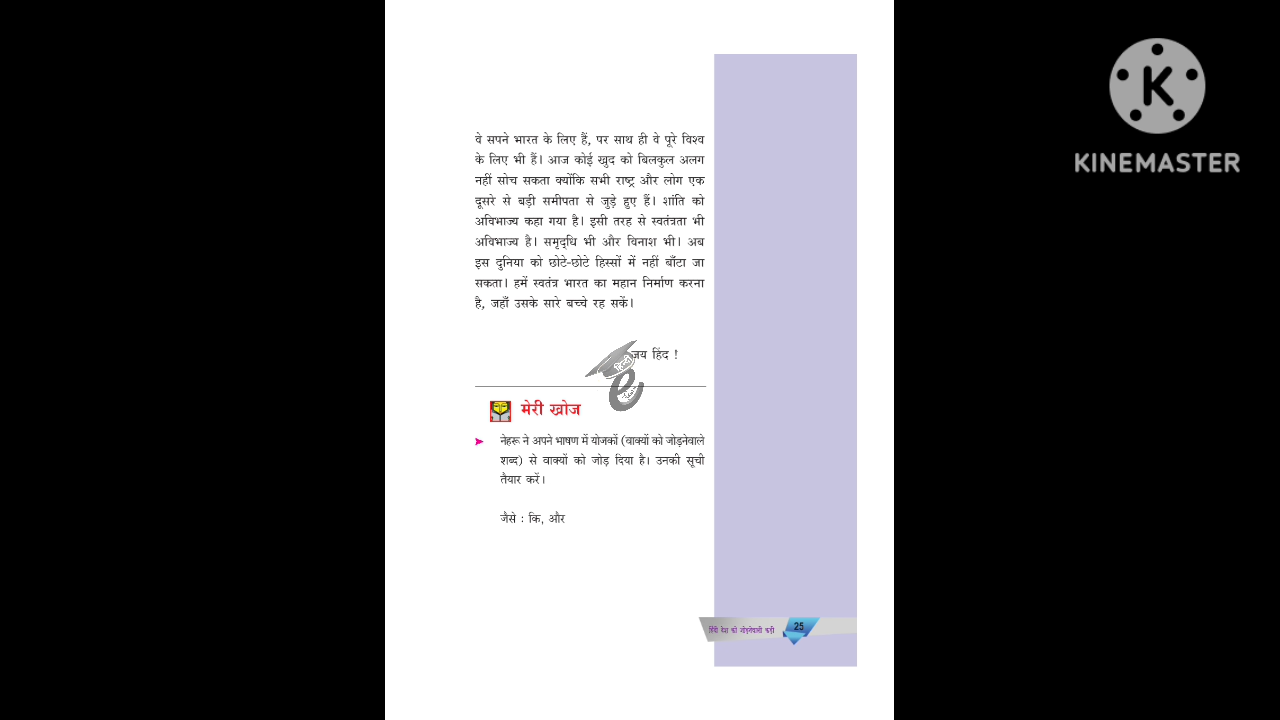 वे सपने भारत के लिए हैं, पर साथ ही वे पूरे विश्व
के लिए भी हैं। आज कोई खुद को बिलकुल अलग
नहीं सोच सकता क्योंकि सभी राष्ट्र और लोग एक
दूसरे से बड़ी समीपता से जुड़े हुए हैं। शांति को
अविभाज्य कहा गया है। इसी तरह से स्वतंत्रता भी
अविभाज्य है। समृद्धि भी और विनाश भी। अब
इस दुनिया को छोटे-छोटे हिस्सों में नहीं बाँटा जा
सकता। हमें स्वतंत्र भारत का महान निर्माण करना
है, जहाँ उसके सारे बच्चे रह सकें।
जय हिंद !
मेरी खोज
➤ नेहरू ने अपने भाषण में योजकों (वाक्यों को जोड़नेवाले
शब्द) से वाक्यों को जोड़ दिया है। उनकी सूची
तैयार करें।
जैसे : कि, और
हिंदी देश को जोड़नेवाली कड़ी 25
K
KINEMASTER